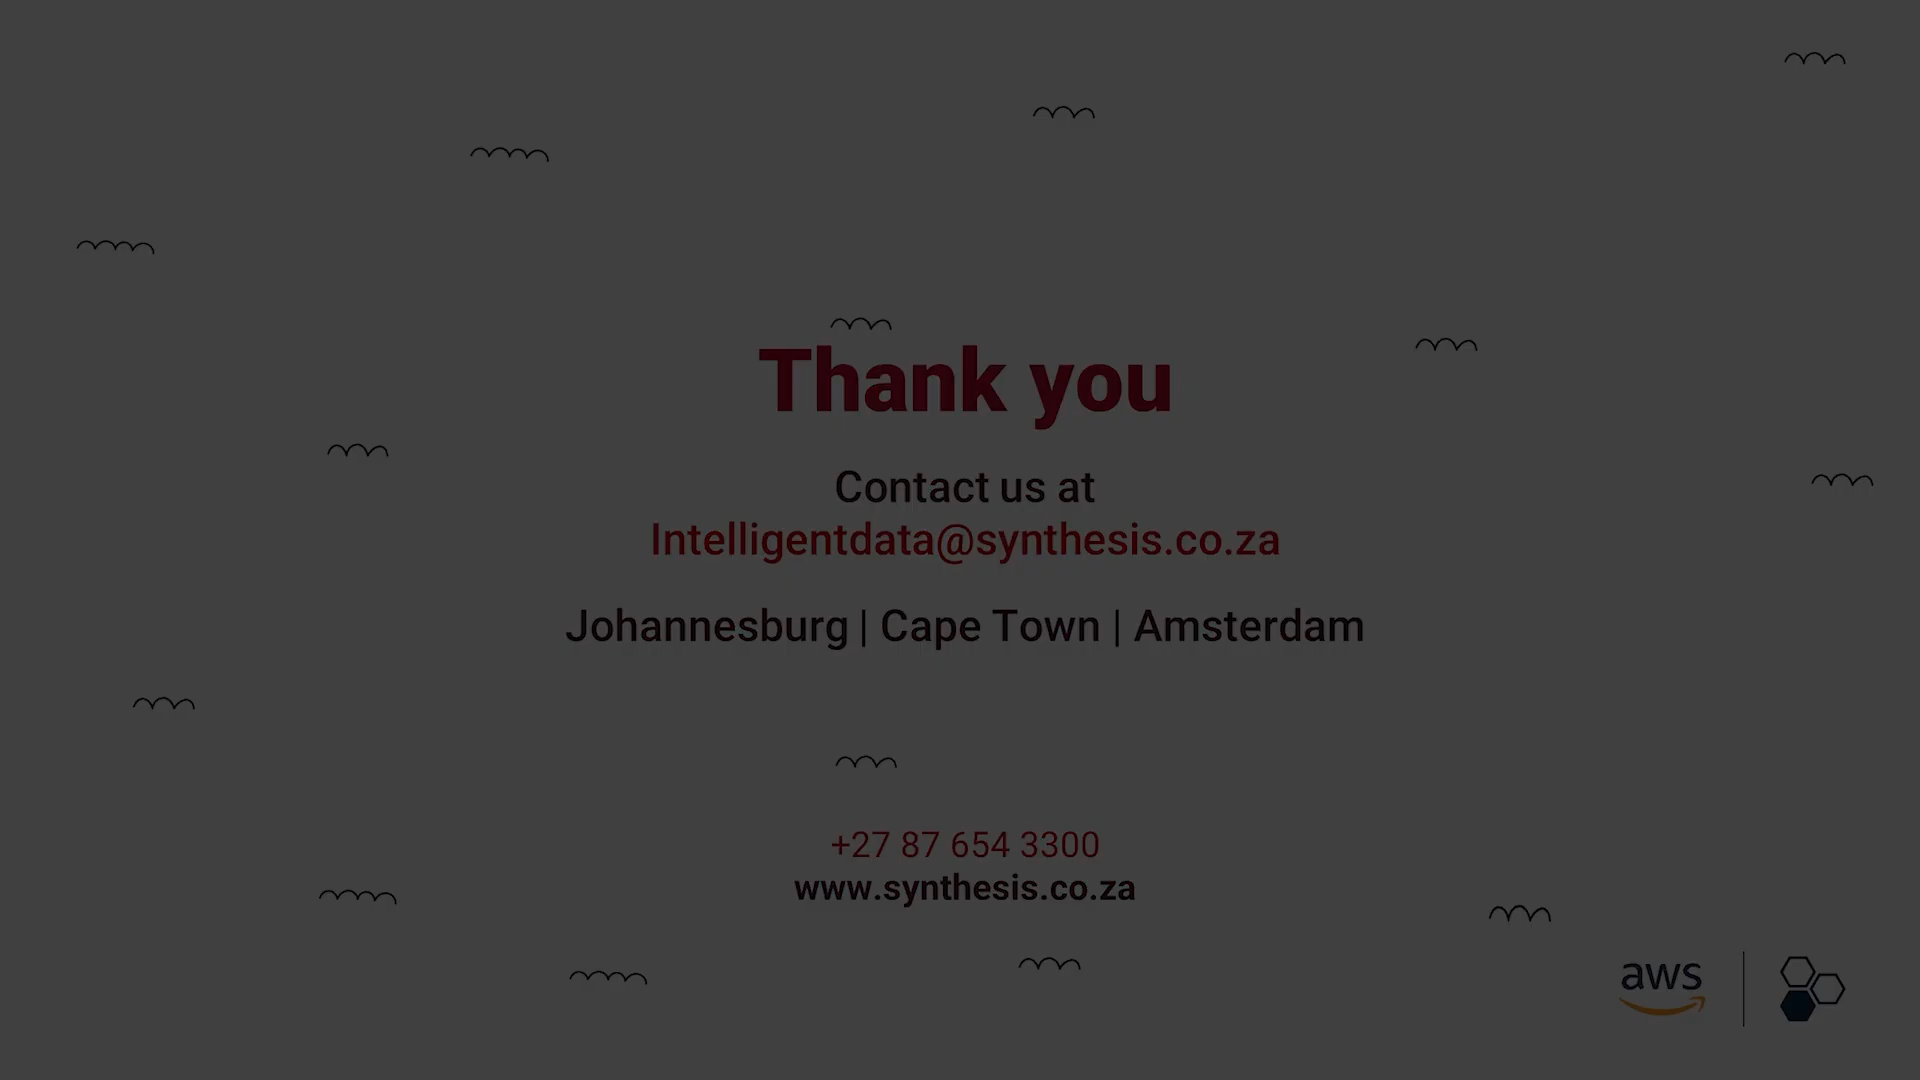 Thank you
Contact us at
Intelligentdata@synthesis.co.za
Johannesburg | Cape Town | Amsterdam
+27 87 654 3300
www.synthesis.co.za
aws